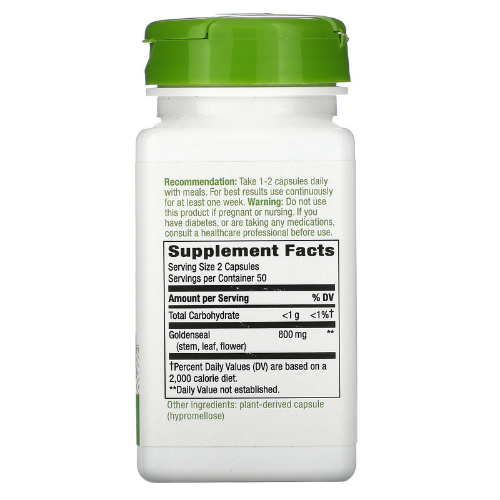 Recommendation: Take 1-2 capsules daily
with meals. For best results use continuously
for at least one week. Warning: Do not use
this product if pregnant or nursing. If you
have diabetes, or are taking any medications,
consult a healthcare professional before use.
Supplement Facts
Serving Size 2 Capsules
Servings per Container 50
Amount per Serving % DV
Total Carbohydrate <1 g <1%†
Goldenseal 800 mg **
(stem, leaf, flower)
†Percent Daily Values (DV) are based on a
2,000 calorie diet.
**Daily Value not established.
Other ingredients: plant-derived capsule
(hypromellose)